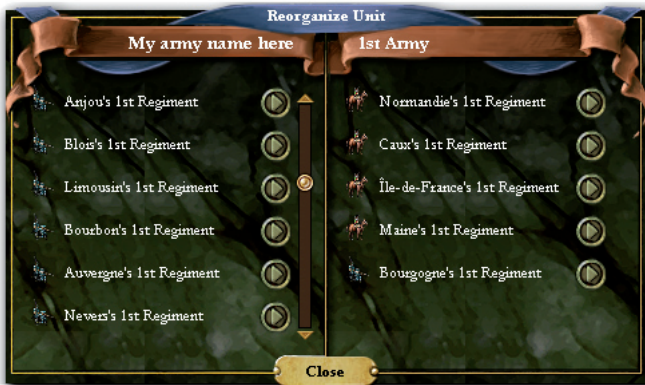 Reorganize Unit
My army name here
1st Army
Anjou's 1st Regiment
Blois's 1st Regiment
Limousin's 1st Regiment
Bourbon's 1st Regiment
Auvergne's 1st Regiment
Nevers's 1st Regiment
Normandie's 1st Regiment
Caux's 1st Regiment
Île-de-France's 1st Regiment
Maine's 1st Regiment
Bourgogne's 1st Regiment
Close